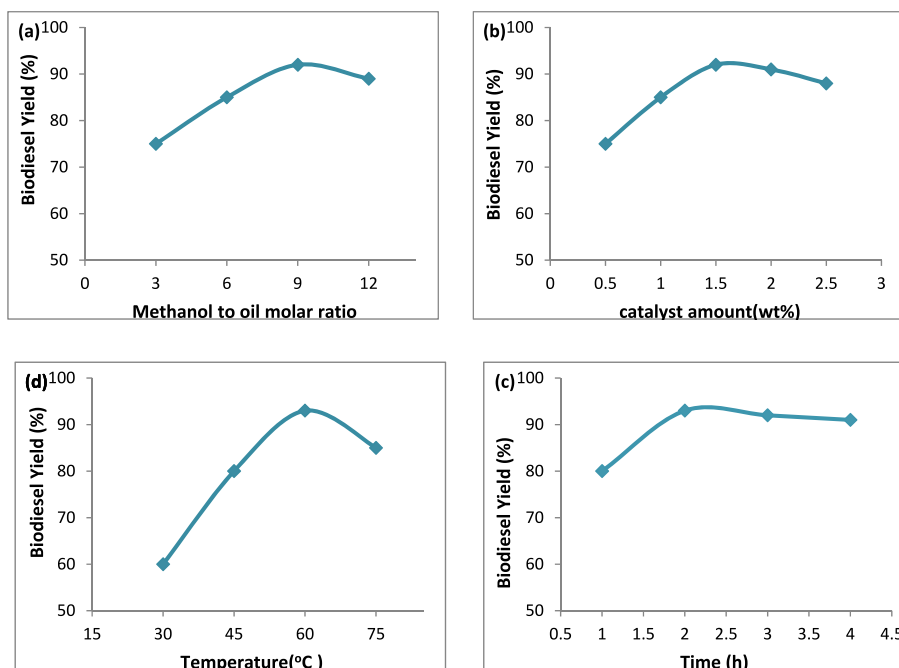 (a)
Biodiesel Yield (%)
100
90
80
70
60
50
0 3 6 9 12
Methanol to oil molar ratio
(b)
Biodiesel Yield (%)
100
90
80
70
60
50
0 0.5 1 1.5 2 2.5 3
catalyst amount(wt%)
(d)
Biodiesel Yield (%)
100
90
80
70
60
50
15 30 45 60 75
Temperature(°C )
(c)
Biodiesel Yield (%)
100
90
80
70
60
50
0.5 1 1.5 2 2.5 3 3.5 4 4.5
Time (h)